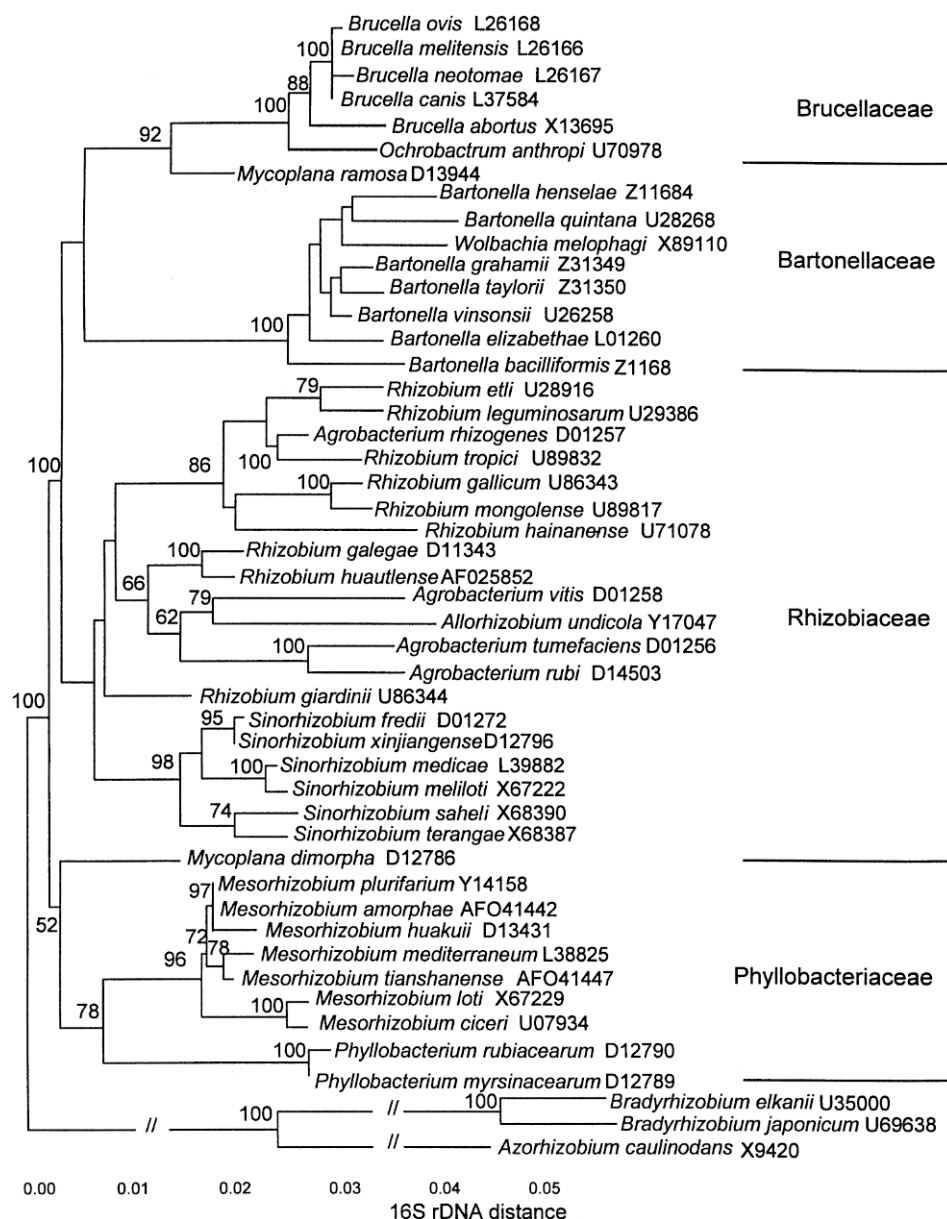 Brucella ovis L26168
100 Brucella melitensis L26166
88 Brucella neotomae L26167
100 Brucella canis L37584
Brucellaceae
92 Brucella abortus X13695
Ochrobactrum anthropi U70978
Mycoplana ramosa D13944
Bartonella henselae Z11684
Bartonella quintana U28268
Wolbachia melophagi X89110
Bartonella grahamii Z31349
Bartonellaceae
Bartonella taylorii Z31350
100 Bartonella vinsonsii U26258
Bartonella elizabethae L01260
Bartonella bacilliformis Z1168
79 Rhizobium etli U28916
Rhizobium leguminosarum U29386
Agrobacterium rhizogenes D01257
100 86 100 Rhizobium tropici U89832
100 Rhizobium gallicum U86343
Rhizobium mongolense U89817
Rhizobium hainanense U71078
100 Rhizobium galegae D11343
66 Rhizobium huautlense AF025852
79 Agrobacterium vitis D01258
62 Allorhizobium undicola Y17047
Rhizobiaceae
100 Agrobacterium tumefaciens D01256
Agrobacterium rubi D14503
100 Rhizobium giardinii U86344
95 Sinorhizobium fredii D01272
Sinorhizobium xinjiangense D12796
98 100 Sinorhizobium medicae L39882
Sinorhizobium meliloti X67222
74 Sinorhizobium saheli X68390
Sinorhizobium terangae X68387
Mycoplana dimorpha D12786
97 Mesorhizobium plurifarium Y14158
Mesorhizobium amorphae AFO41442
52 72 Mesorhizobium huakuii D13431
96 78 Mesorhizobium mediterraneum L38825
Mesorhizobium tianshanense AFO41447
Phyllobacteriaceae
78 100 Mesorhizobium loti X67229
Mesorhizobium ciceri U07934
100 Phyllobacterium rubiacearum D12790
Phyllobacterium myrsinacearum D12789
100 // 100 Bradyrhizobium elkanii U35000
// Bradyrhizobium japonicum U69638
// Azorhizobium caulinodans X9420
0.00 0.01 0.02 0.03 0.04 0.05
16S rDNA distance